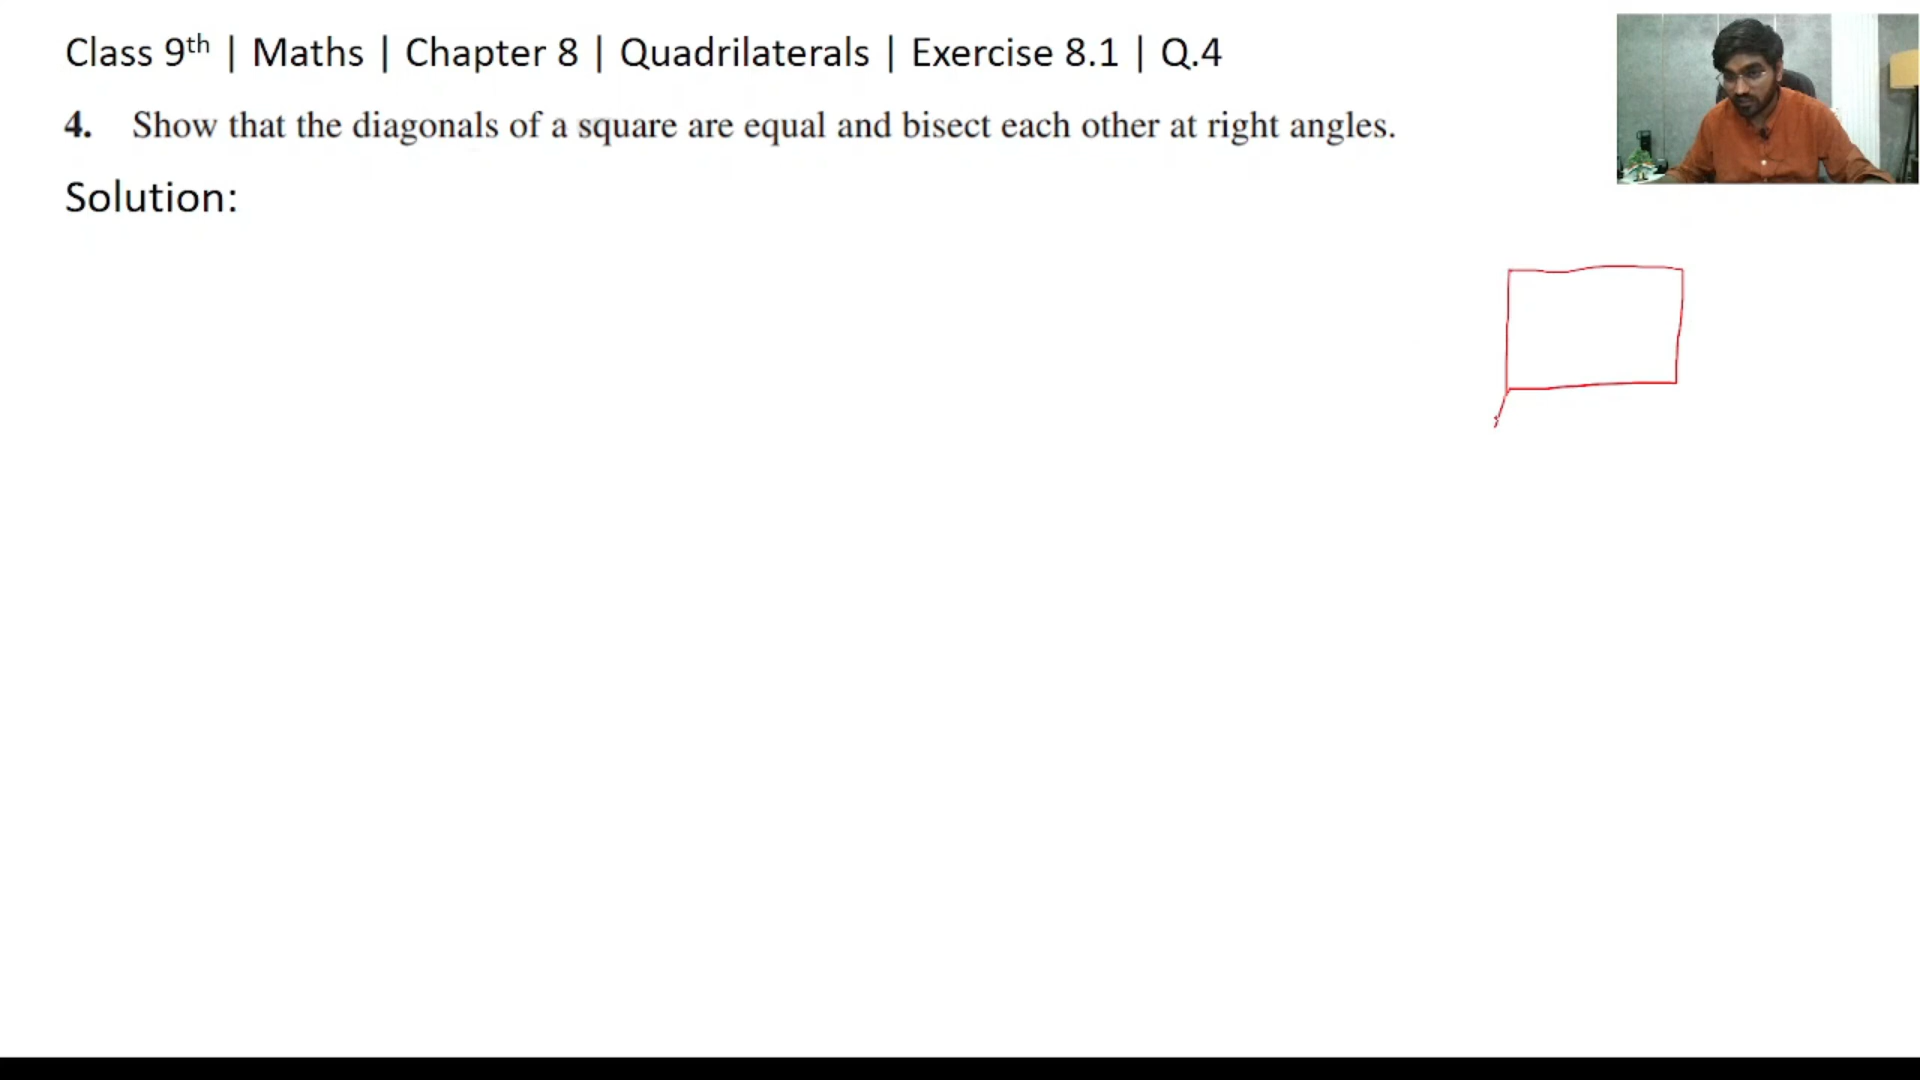 Class 9th | Maths | Chapter 8 | Quadrilaterals | Exercise 8.1 | Q.4
4. Show that the diagonals of a square are equal and bisect each other at right angles.
Solution: